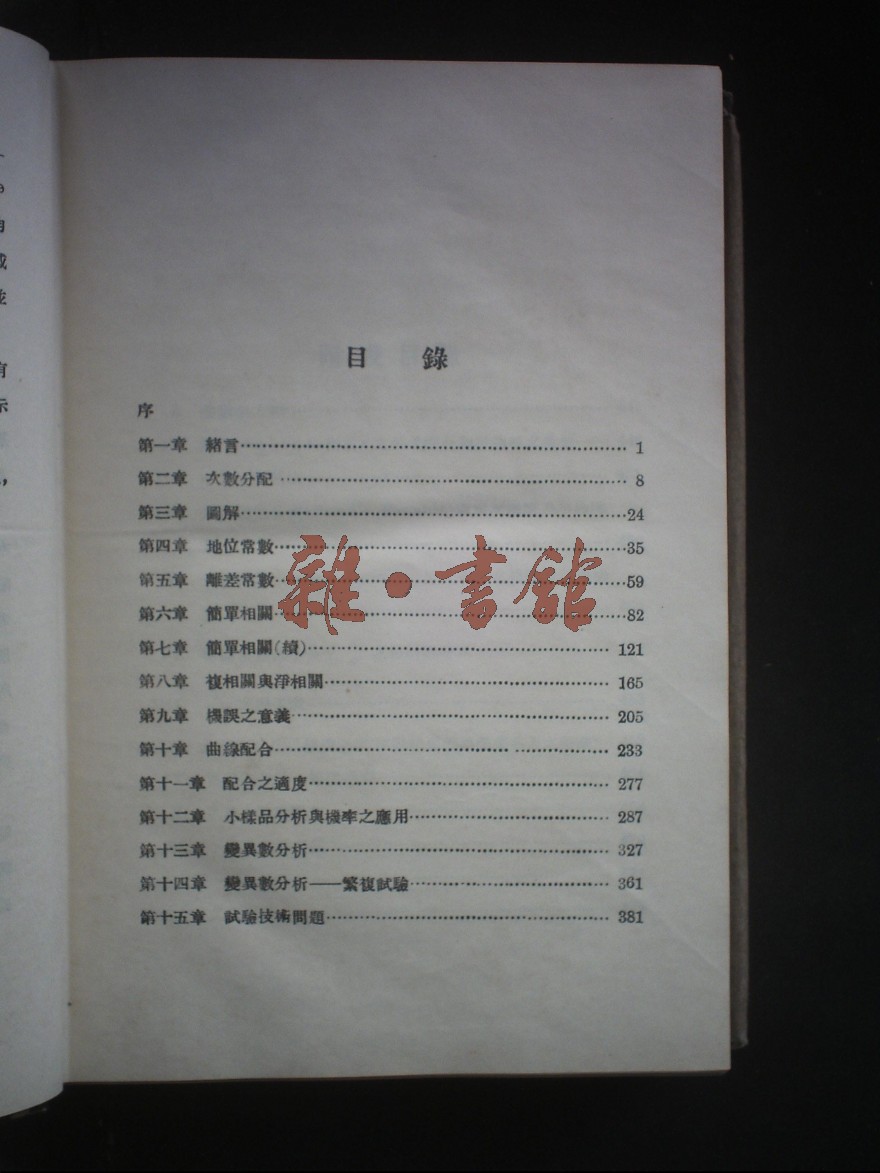 目錄
序
第一章 緒言 1
第二章 次數分配 8
第三章 圖解 24
第四章 地位常數 35
第五章 離差常數 59
第六章 簡單相關 82
第七章 簡單相關(續) 121
第八章 複相關與淨相關 165
第九章 機誤之意義 205
第十章 曲線配合 233
第十一章 配合之適度 277
第十二章 小樣品分析與機率之應用 287
第十三章 變異數分析 327
第十四章 變異數分析——繁複試驗 361
第十五章 試驗技術問題 381
雜·書館